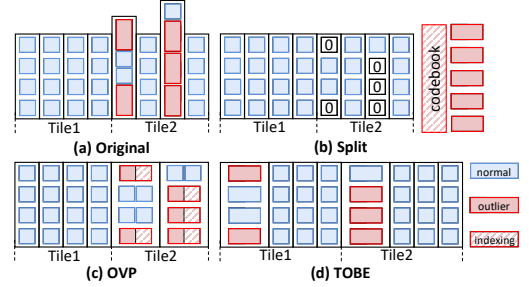 0
0
0
0
0
codebook
Tile1 Tile2 Tile1 Tile2
(a) Original (b) Split
normal
outlier
indexing
Tile1 Tile2 Tile1 Tile2
(c) OVP (d) TOBE